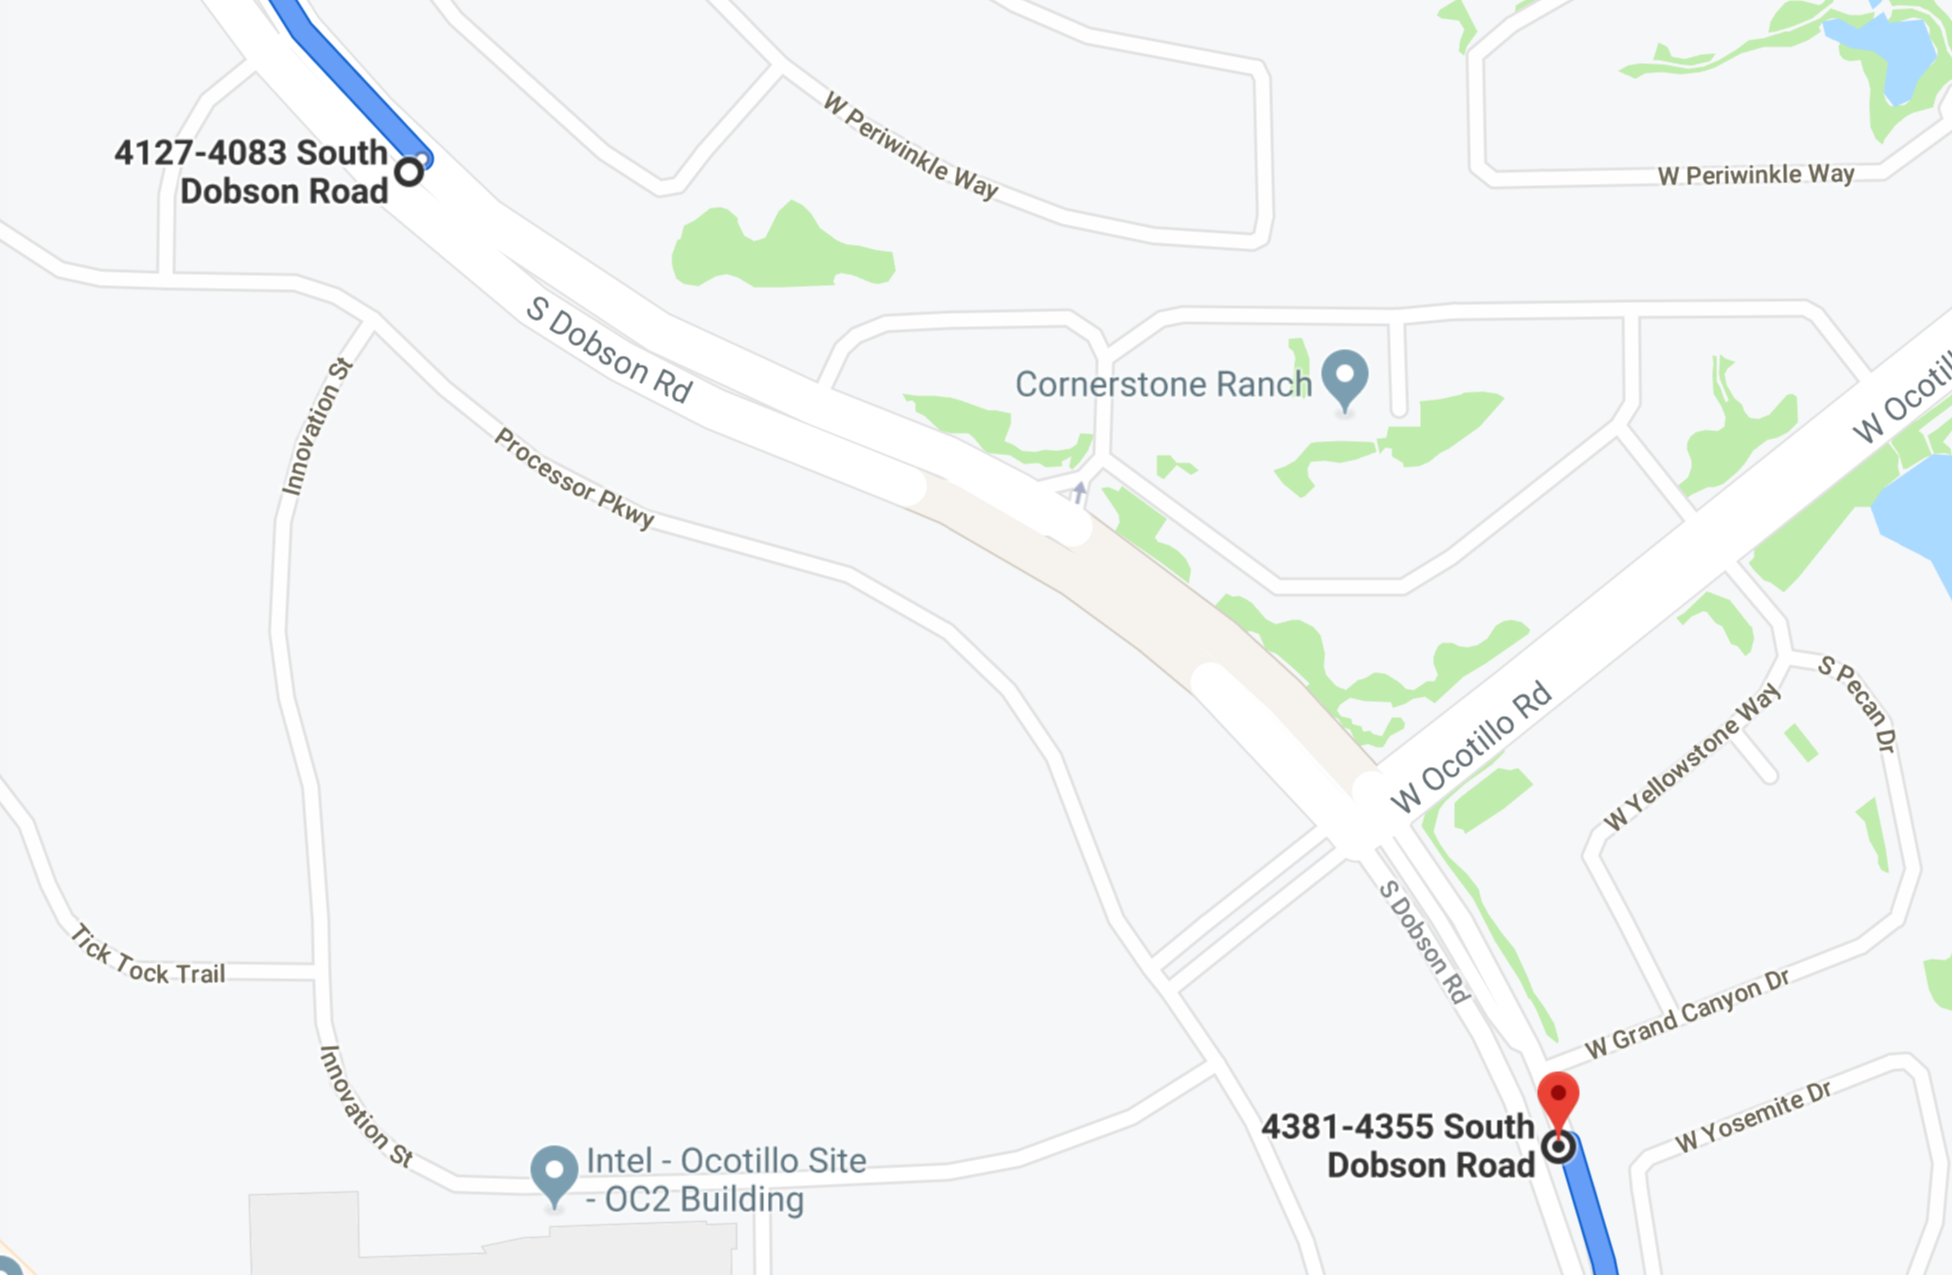 W Periwinkle Way
4127-4083 South
Dobson Road
W Periwinkle Way
S Dobson Rd
Cornerstone Ranch
Innovation St
Processor Pkwy
W Ocotillo Rd
S Pecan Dr
W Yellowstone Way
S Dobson Rd
Tick Tock Trail
W Grand Canyon Dr
Innovation St
4381-4355 South
Dobson Road
W Yosemite Dr
Intel - Ocotillo Site
- OC2 Building